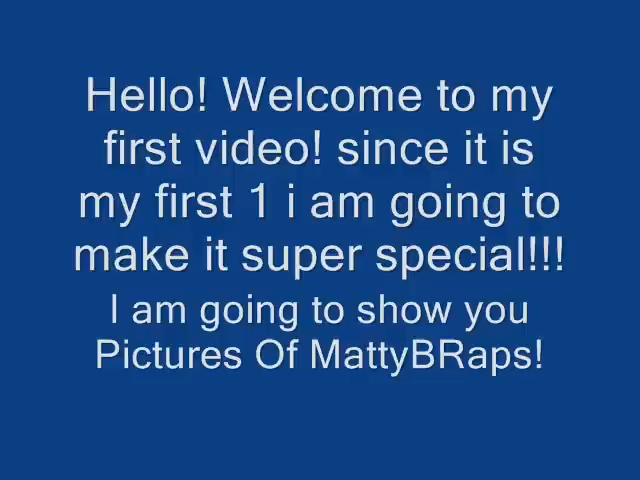 Hello! Welcome to my
first video! since it is
my first 1 i am going to
make it super special!!!
I am going to show you
Pictures Of MattyBRaps!